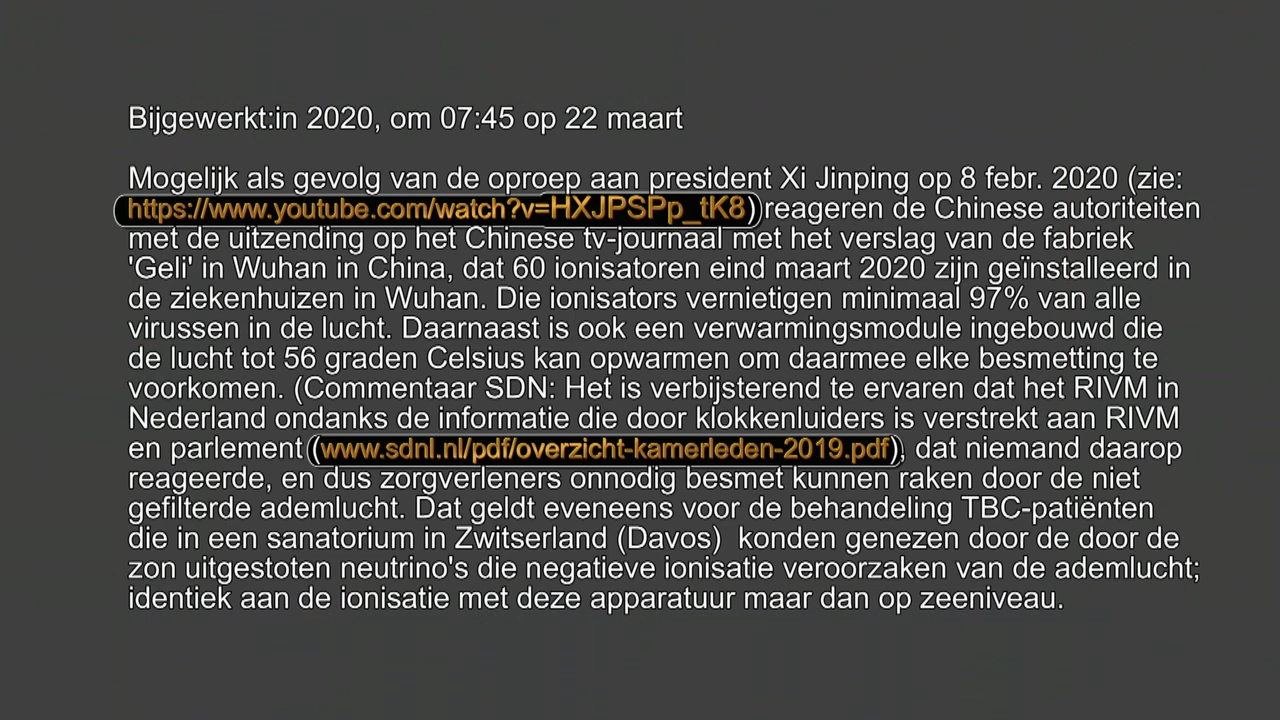 Bijgewerkt:in 2020, om 07:45 op 22 maart
Mogelijk als gevolg van de oproep aan president Xi Jinping op 8 febr. 2020 (zie:
https://www.youtube.com/watch?v=HXJPSPp_tK8) reageren de Chinese autoriteiten
met de uitzending op het Chinese tv-journaal met het verslag van de fabriek
'Geli' in Wuhan in China, dat 60 ionisatoren eind maart 2020 zijn geïnstalleerd in
de ziekenhuizen in Wuhan. Die ionisators vernietigen minimaal 97% van alle
virussen in de lucht. Daarnaast is ook een verwarmingsmodule ingebouwd die
de lucht tot 56 graden Celsius kan opwarmen om daarmee elke besmetting te
voorkomen. (Commentaar SDN: Het is verbijsterend te ervaren dat het RIVM in
Nederland ondanks de informatie die door klokkenluiders is verstrekt aan RIVM
en parlement (www.sdnl.nl/pdf/overzicht-kamerleden-2019.pdf), dat niemand daarop
reageerde, en dus zorgverleners onnodig besmet kunnen raken door de niet
gefilterde ademlucht. Dat geldt eveneens voor de behandeling TBC-patiënten
die in een sanatorium in Zwitserland (Davos)  konden genezen door de door de
zon uitgestoten neutrino's die negatieve ionisatie veroorzaken van de ademlucht;
identiek aan de ionisatie met deze apparatuur maar dan op zeeniveau.